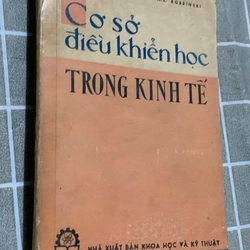 Cơ sở
điều khiển học
TRONG KINH TẾ
NHÀ XUẤT BẢN KHOA HỌC VÀ KỸ THUẬT